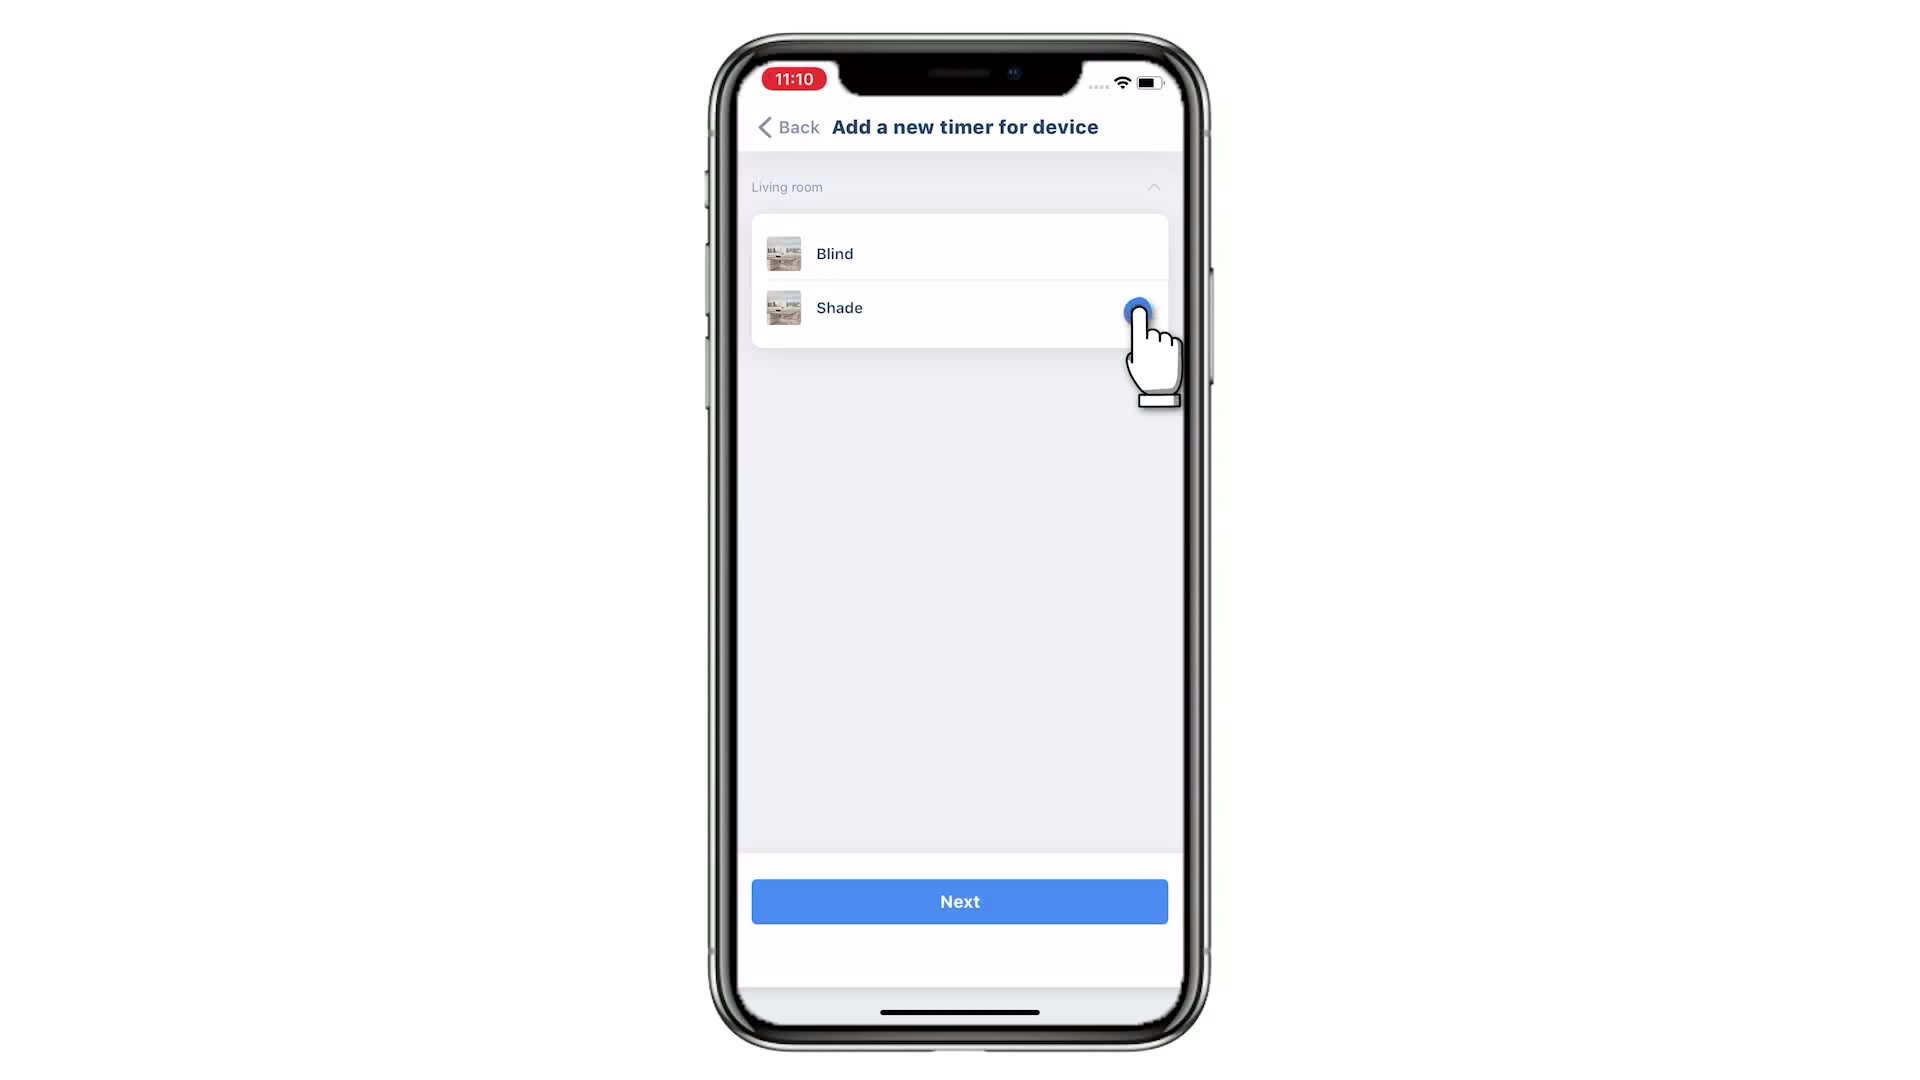 11:10
Back Add a new timer for device
Living room
Blind
Shade
Next